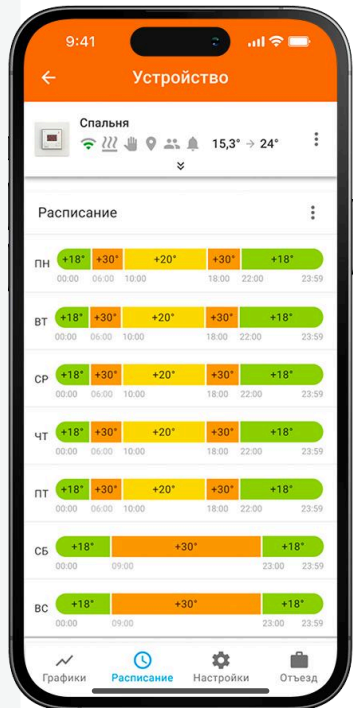 9:41
Устройство
Спальня
15,3° → 24°
Расписание
ПН +18° +30° +20° +30° +18°
00:00 06:00 10:00 18:00 22:00 23:59
ВТ +18° +30° +20° +30° +18°
00:00 06:00 10:00 18:00 22:00 23:59
СР +18° +30° +20° +30° +18°
00:00 06:00 10:00 18:00 22:00 23:59
ЧТ +18° +30° +20° +30° +18°
00:00 06:00 10:00 18:00 22:00 23:59
ПТ +18° +30° +20° +30° +18°
00:00 06:00 10:00 18:00 22:00 23:59
СБ +18° +30° +18°
00:00 09:00 23:00 23:59
ВС +18° +30° +18°
00:00 09:00 23:00 23:59
Графики Расписание Настройки Отъезд